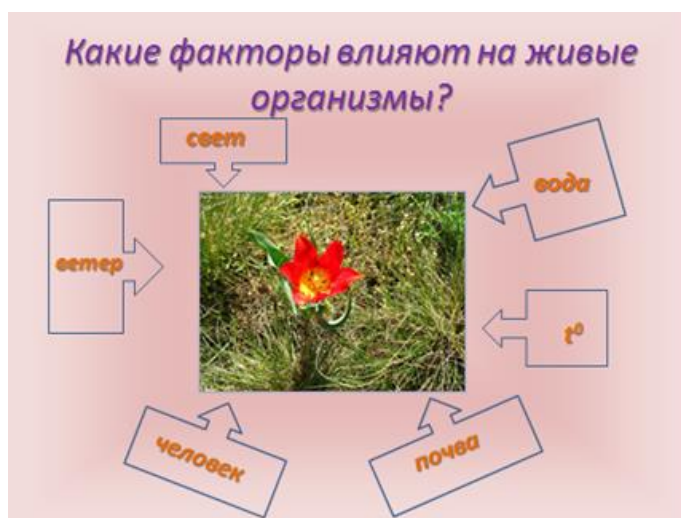 Какие факторы влияют на живые
организмы?
свет
вода
ветер
t⁰
человек
почва